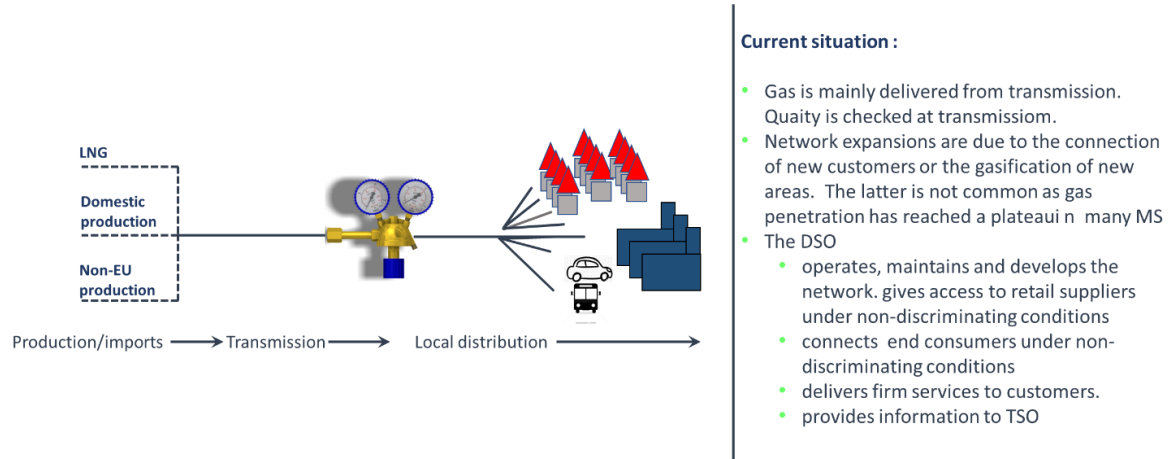 LNG
Domestic
production
Non-EU
production
Production/imports
Transmission
Local distribution
Current situation :
• Gas is mainly delivered from transmission.
Quaity is checked at transmissiom.
• Network expansions are due to the connection
of new customers or the gasification of new
areas. The latter is not common as gas
penetration has reached a plateaui n many MS
• The DSO
• operates, maintains and develops the
network. gives access to retail suppliers
under non-discriminating conditions
• connects end consumers under non-
discriminating conditions
• delivers firm services to customers.
• provides information to TSO